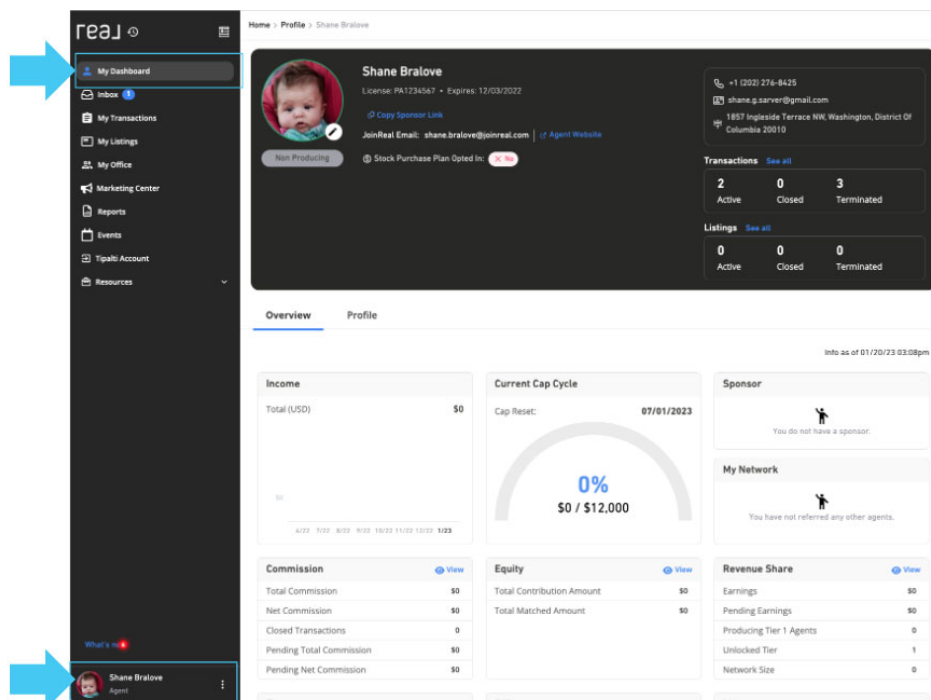 real
My Dashboard
Inbox 1
My Transactions
My Listings
My Office
Marketing Center
Reports
Events
Tipalti Account
Resources
What's
Shane Bralove
Agent
Home > Profile > Shane Bralove
Shane Bralove
License: PA1234567 • Expires: 12/03/2022
Copy Sponsor Link
JoinReal Email: shane.bralove@joinreal.com | Agent Website
Non Producing
Stock Purchase Plan Opted In: × No
+1 (202) 276-8425
shane.g.sarver@gmail.com
1857 Ingleside Terrace NW, Washington, District Of
Columbia 20010
Transactions See all
2 0 3
Active Closed Terminated
Listings See all
0 0 0
Active Closed Terminated
Overview Profile
Info as of 01/20/23 03:08pm
Income
Total (USD) $0
$0
6/22 7/22 8/22 9/22 10/22 11/22 12/22 1/23
Current Cap Cycle
Cap Reset: 07/01/2023
0%
$0 / $12,000
Sponsor
You do not have a sponsor.
My Network
You have not referred any other agents.
Commission View
Total Commission $0
Net Commission $0
Closed Transactions 0
Pending Total Commission $0
Pending Net Commission $0
Equity View
Total Contribution Amount $0
Total Matched Amount $0
Revenue Share View
Earnings $0
Pending Earnings $0
Producing Tier 1 Agents 0
Unlocked Tier 1
Network Size 0